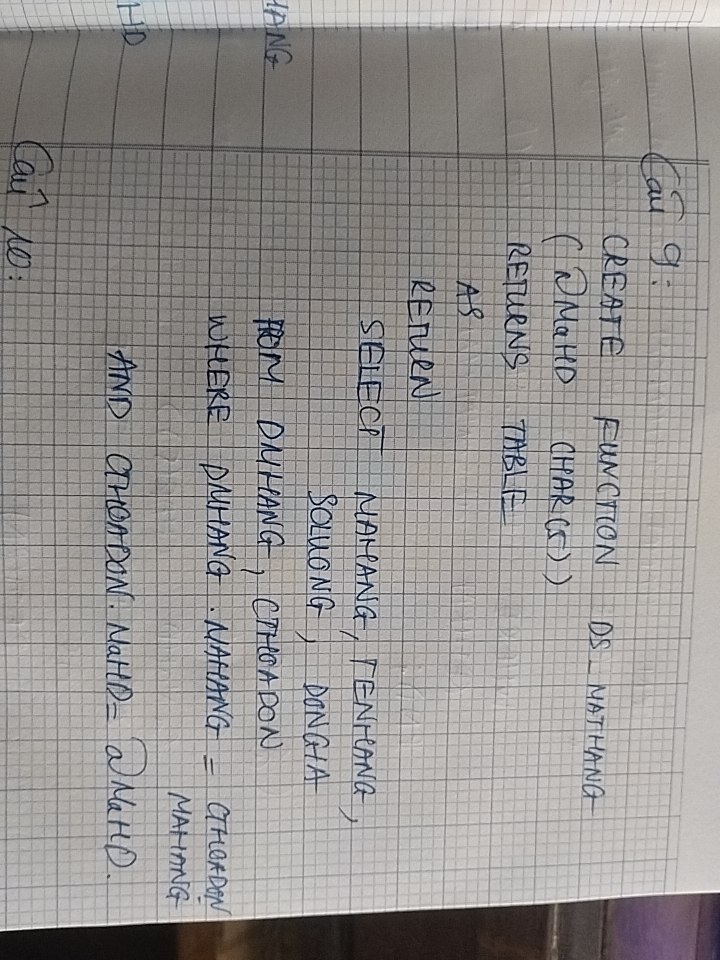 Câu 9:
CREATE FUNCTION DS_MATHANG
(@MaHD CHAR(5))
RETURNS TABLE
AS
RETURN
SELECT MAHANG, TENHANG,
SOLUONG, DONGIA
FROM DMHANG, CTHOADON
WHERE DMHANG.MAHANG = CTHOADON
MAHANG
AND CTHOADON.MaHD = @MaHD.
Câu 10:
HANG
HD